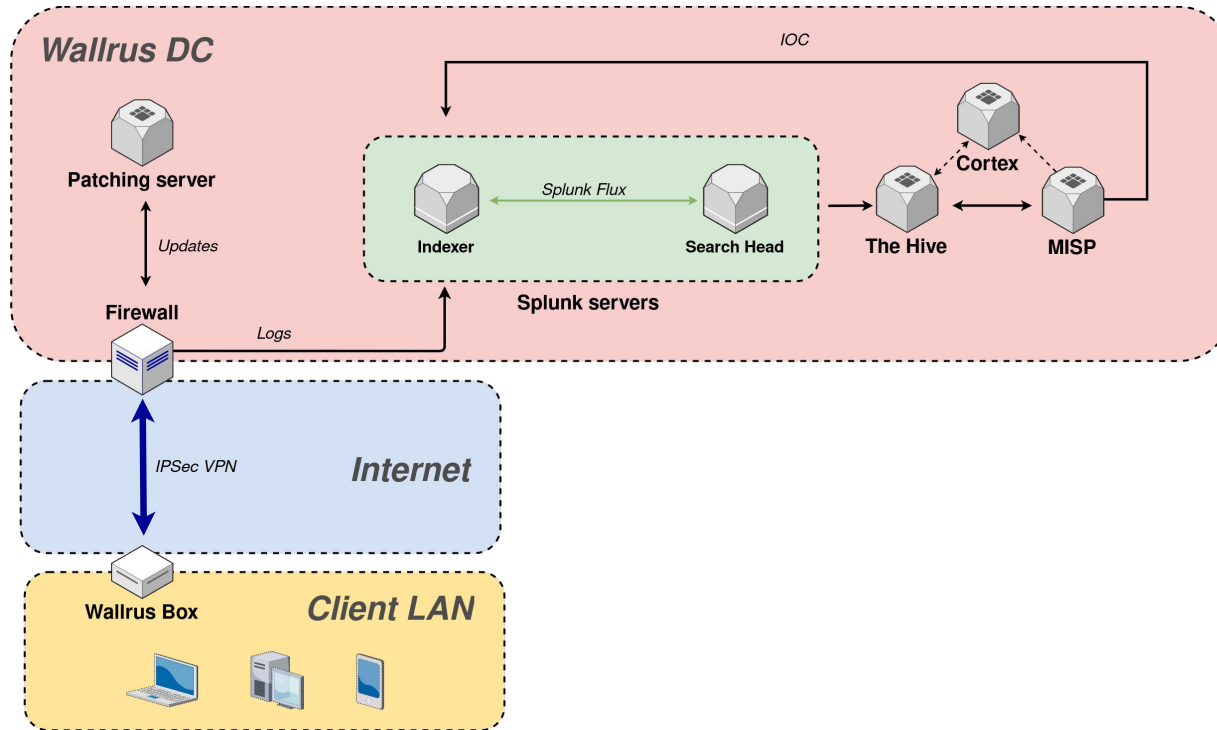 Wallrus DC
IOC
Patching server
Cortex
Splunk Flux
Indexer
Search Head
The Hive
MISP
Updates
Splunk servers
Firewall
Logs
IPSec VPN
Internet
Wallrus Box
Client LAN